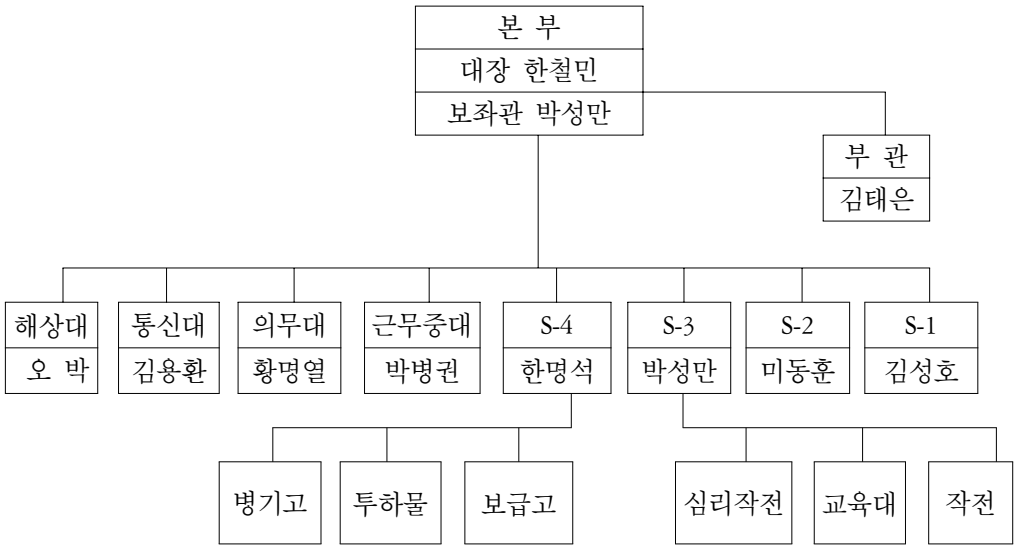 본 부
대장 한철민
보좌관 박성만
부 관
김태은
해상대
오 박
통신대
김용환
의무대
황명열
근무중대
박병권
S-4
한명석
S-3
박성만
S-2
미동훈
S-1
김성호
병기고
투하물
보급고
심리작전
교육대
작전